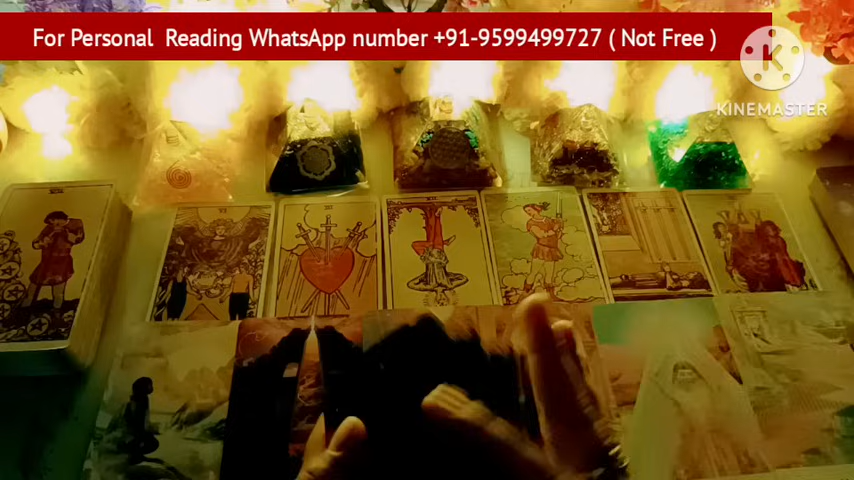 For Personal Reading WhatsApp number +91-9599499727 ( Not Free )
K
KINEMASTER